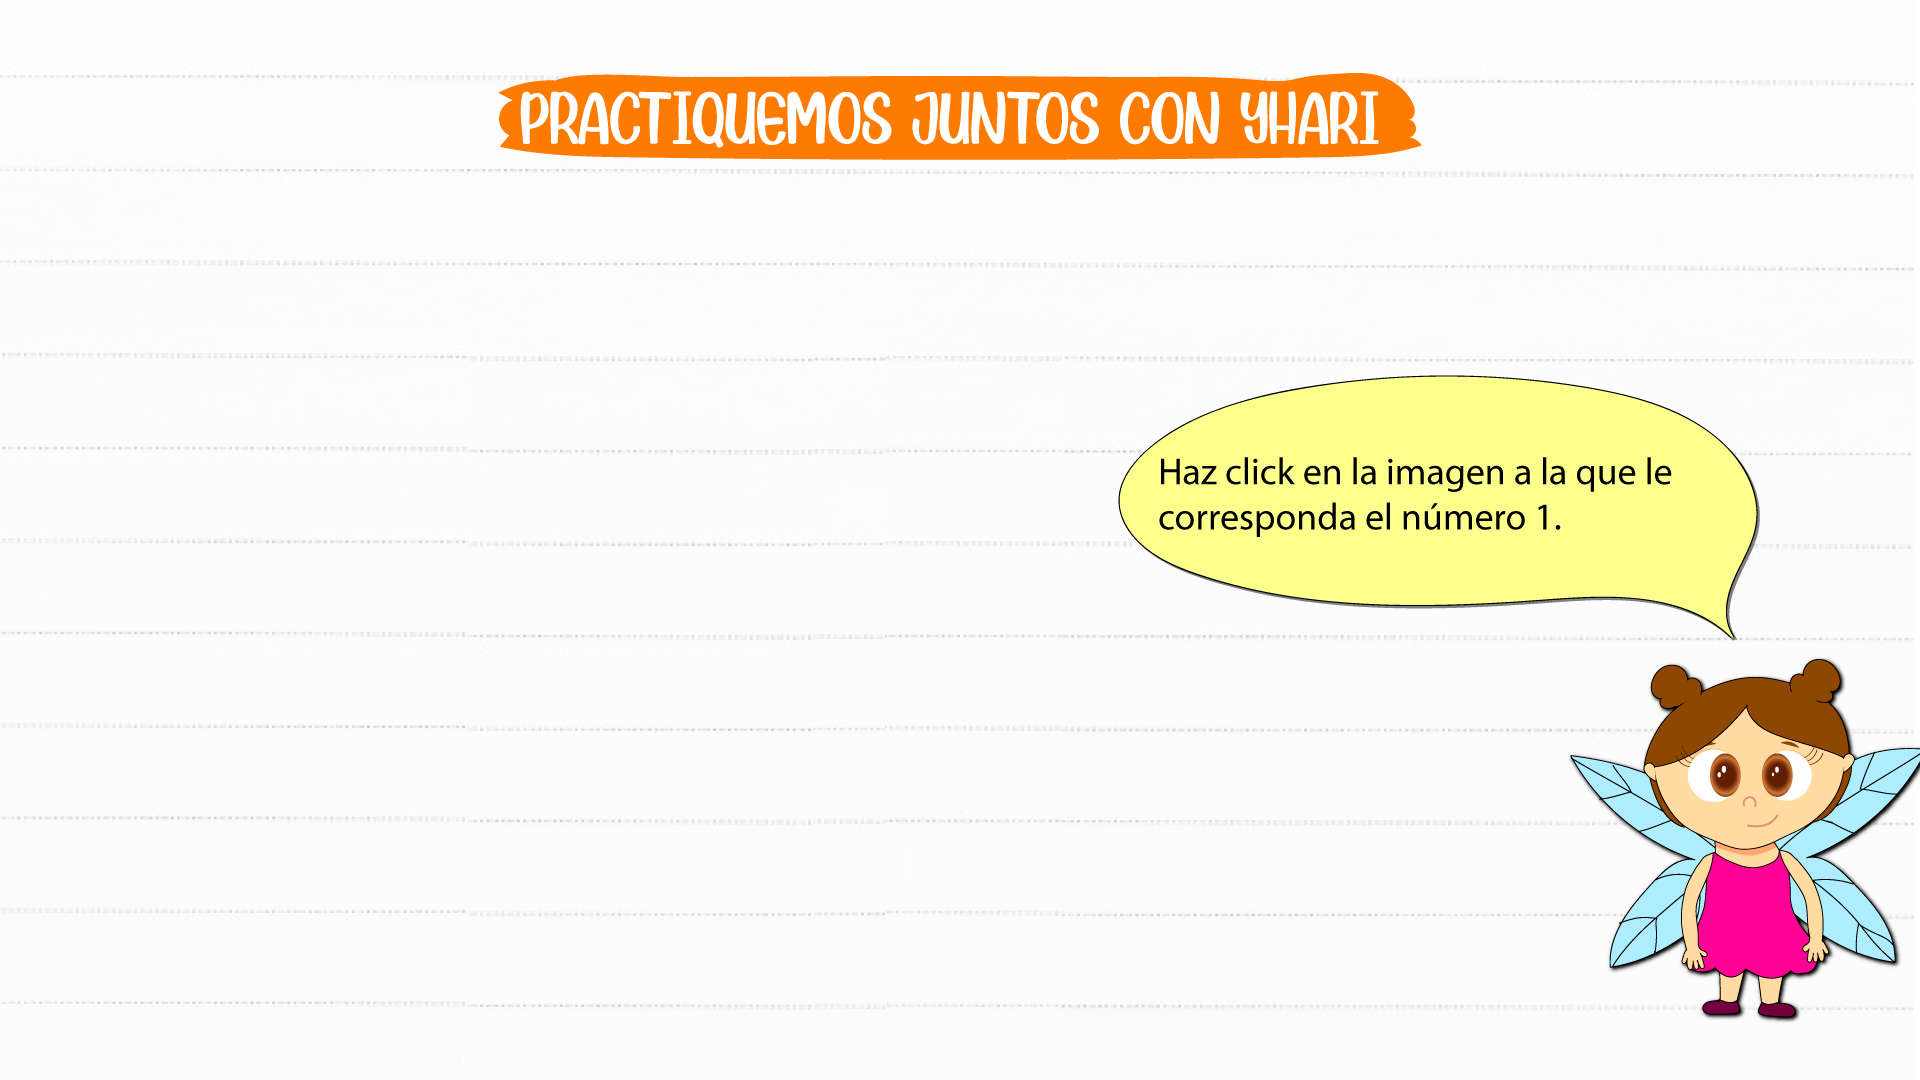 PRACTIQUEMOS JUNTOS CON YHARI
Haz click en la imagen a la que le
corresponda el número 1.